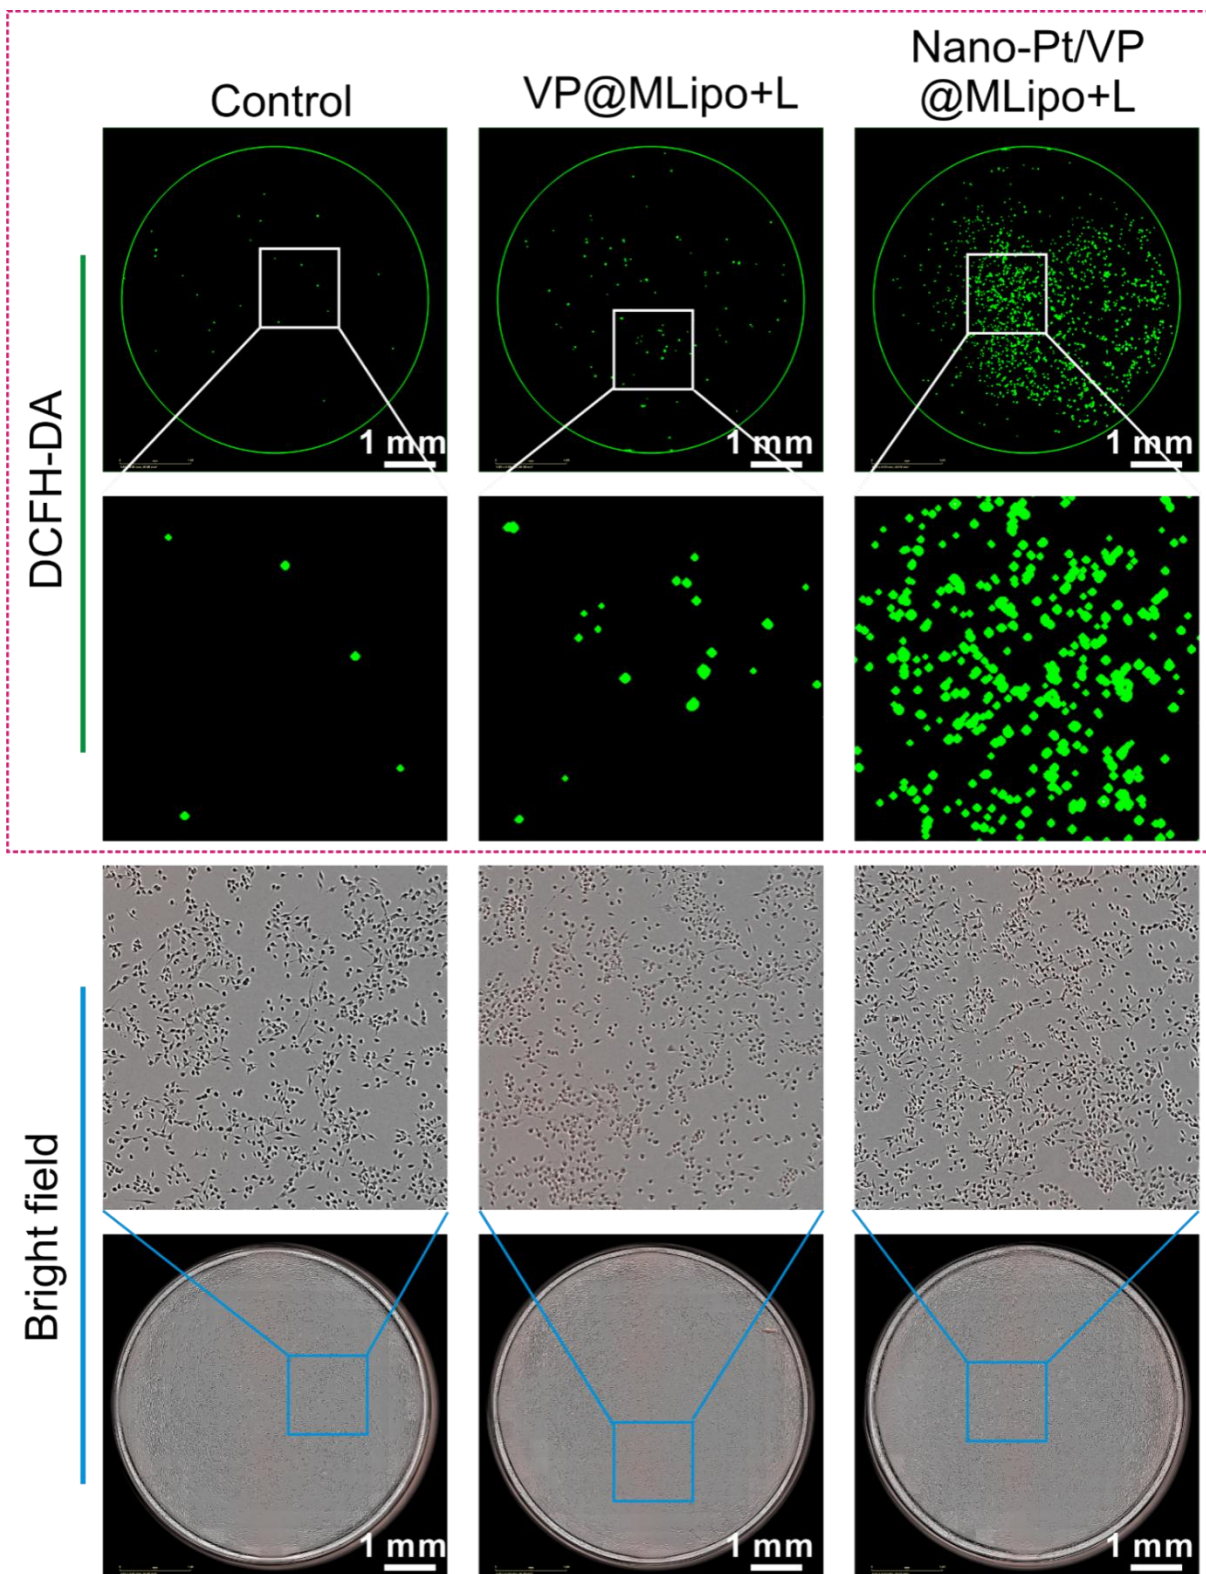 Control
VP@MLipo+L
Nano-Pt/VP
@MLipo+L
DCFH-DA
1 mm
1 mm
1 mm
Bright field
1 mm
1 mm
1 mm